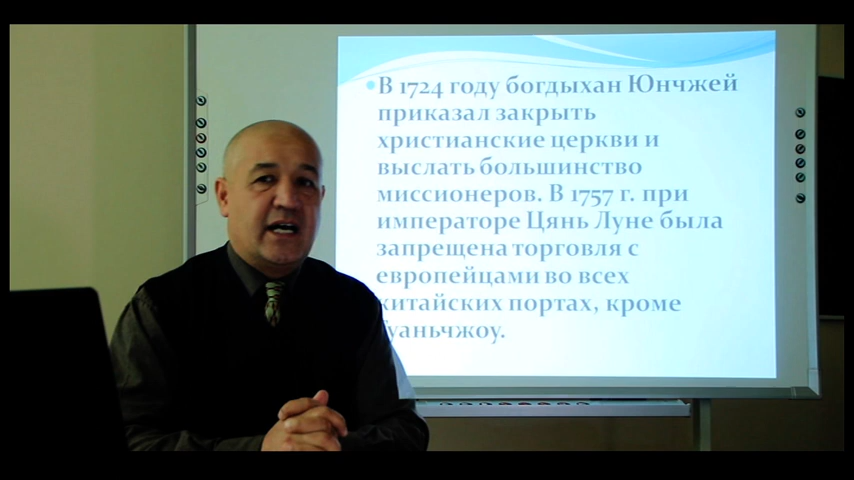 В 1724 году богдыхан Юнчжей
приказал закрыть
христианские церкви и
выслать большинство
миссионеров. В 1757 г. при
императоре Цянь Луне была
запрещена торговля с
европейцами во всех
китайских портах, кроме
Гуаньчжоу.